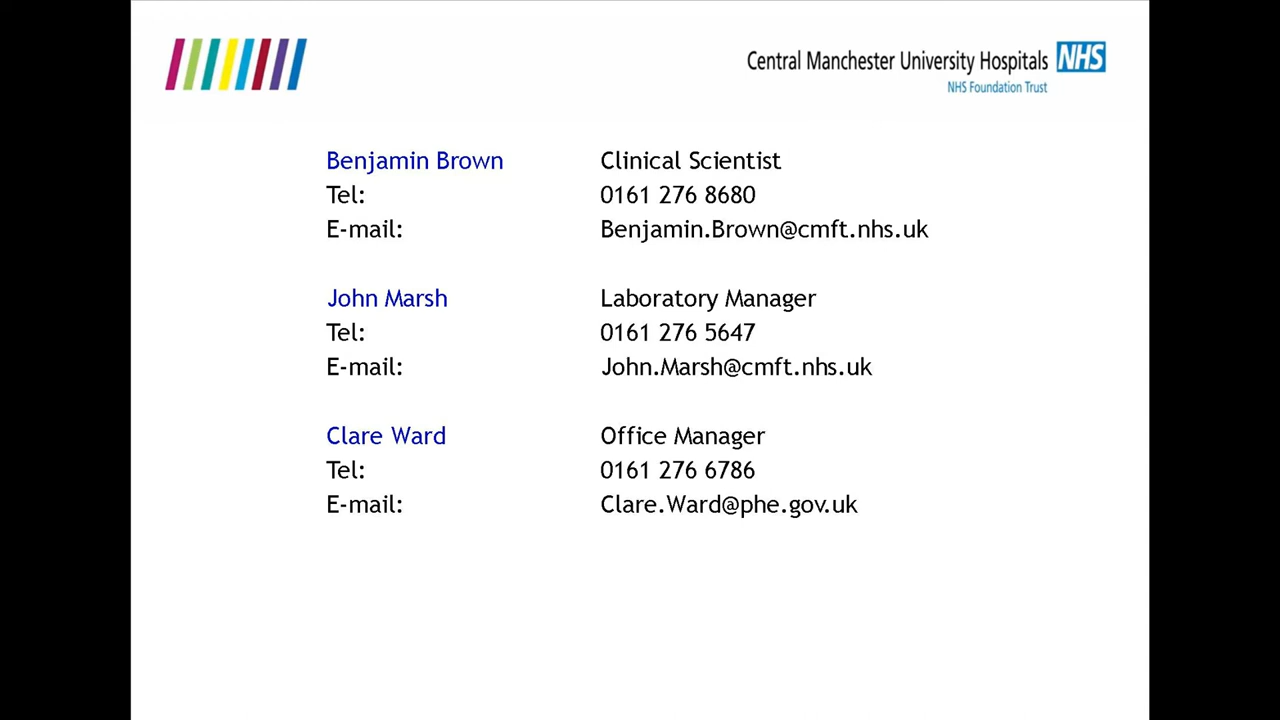 Central Manchester University Hospitals NHS
NHS Foundation Trust
Benjamin Brown Clinical Scientist
Tel: 0161 276 8680
E-mail: Benjamin.Brown@cmft.nhs.uk
John Marsh Laboratory Manager
Tel: 0161 276 5647
E-mail: John.Marsh@cmft.nhs.uk
Clare Ward Office Manager
Tel: 0161 276 6786
E-mail: Clare.Ward@phe.gov.uk